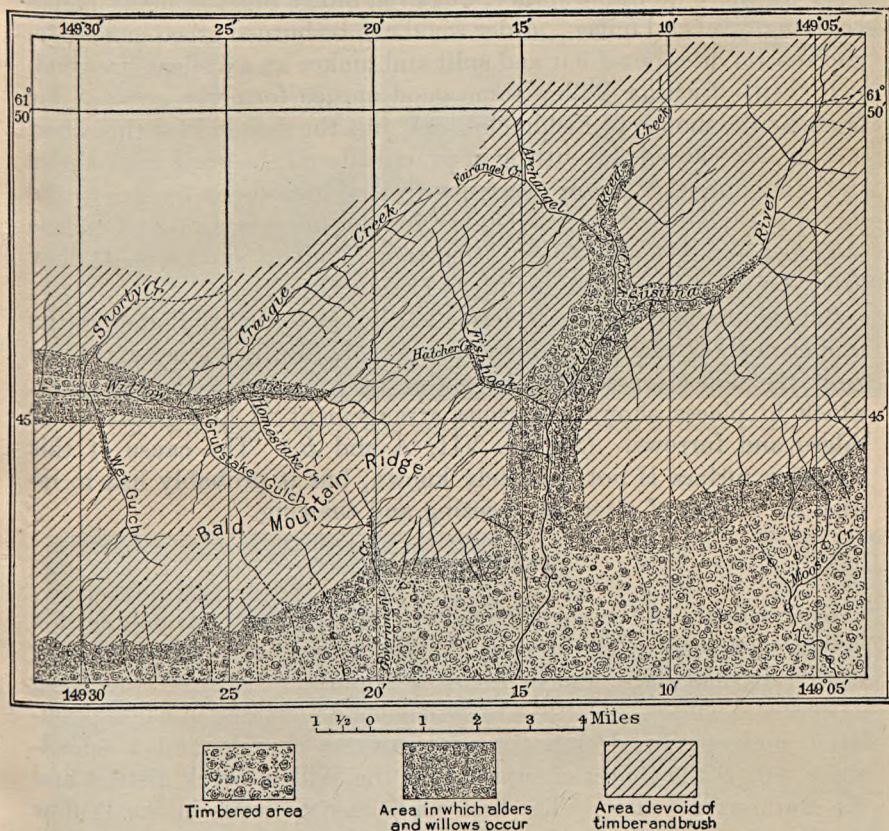 149°30′ 25′ 20′ 15′ 10′ 149°05′
61°
50′
50′
Reed Creek
Archangel
Fairangel Cr.
River
Creek
Craigie
Shorty Cr.
Creek
Susitna
Little
Fishhook Cr.
Hatcher Cr.
Willow Creek
45′
45′
Homestake Cr.
Grubstake Gulch
Wet Gulch
Bald Mountain Ridge
Government Cr.
Moose Cr.
149°30′ 25′ 20′ 15′ 10′ 149°05′
1 ½ 0 1 2 3 4 Miles
Timbered area
Area in which alders
and willows occur
Area devoid of
timber and brush